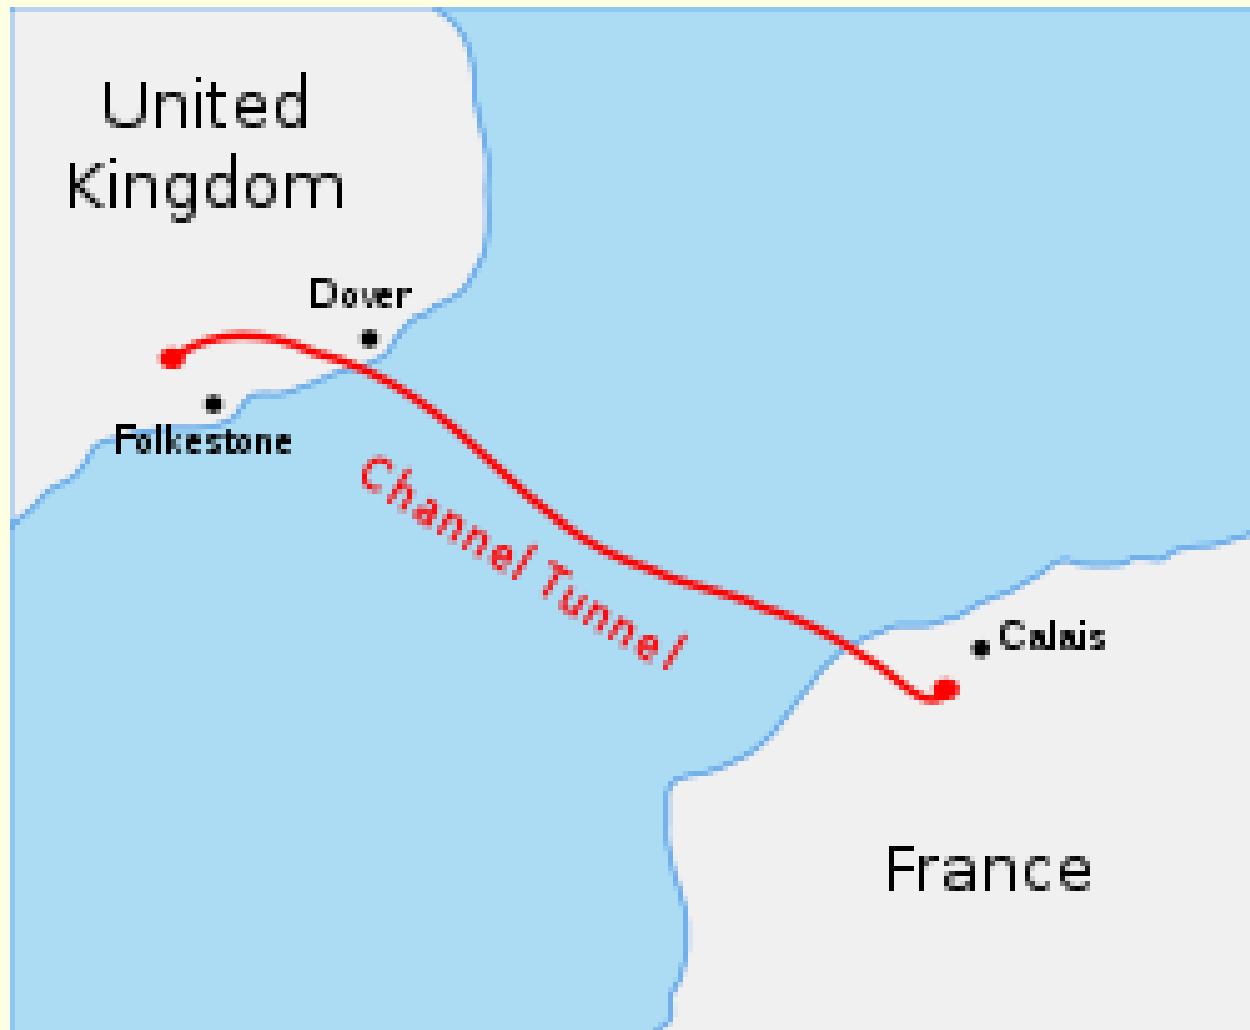 United
Kingdom
Dover
Folkestone
Channel Tunnel
Calais
France